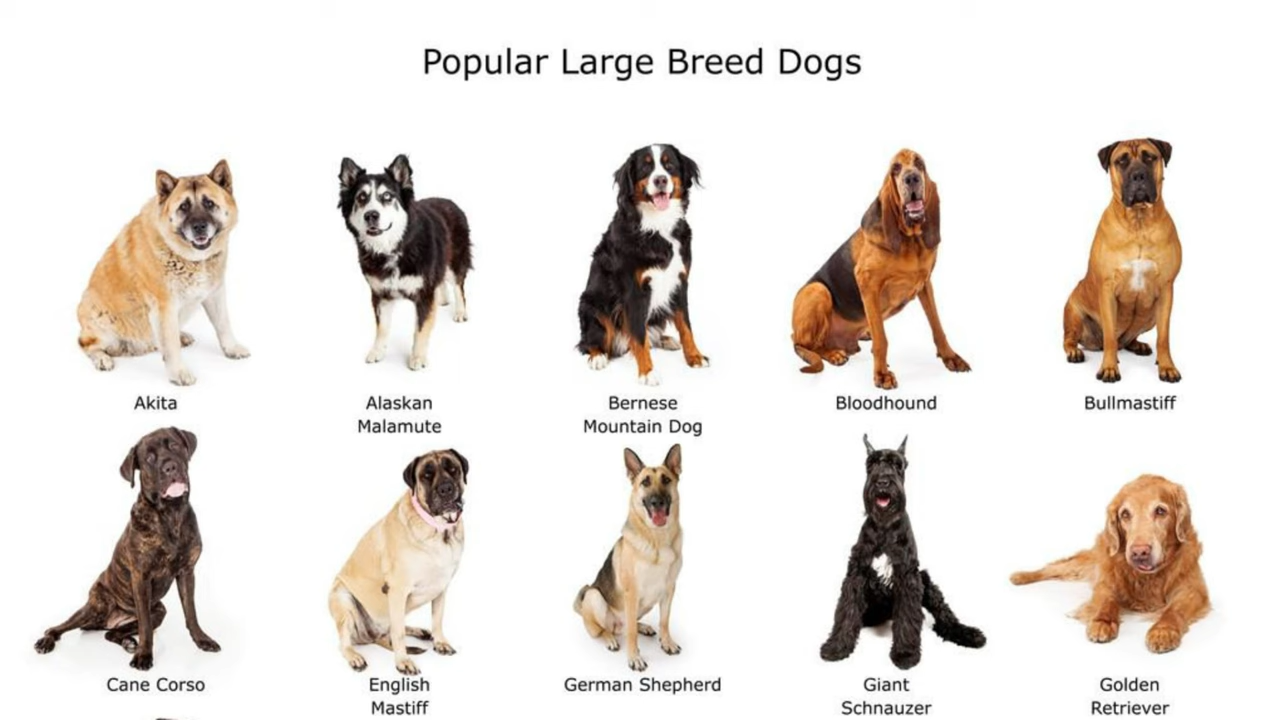 Popular Large Breed Dogs
Akita
Alaskan
Malamute
Bernese
Mountain Dog
Bloodhound
Bullmastiff
Cane Corso
English
Mastiff
German Shepherd
Giant
Schnauzer
Golden
Retriever